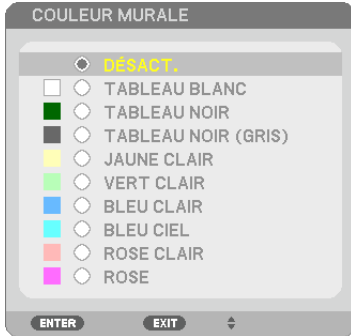 COULEUR MURALE
DÉSACT.
TABLEAU BLANC
TABLEAU NOIR
TABLEAU NOIR (GRIS)
JAUNE CLAIR
VERT CLAIR
BLEU CLAIR
BLEU CIEL
ROSE CLAIR
ROSE
ENTER EXIT